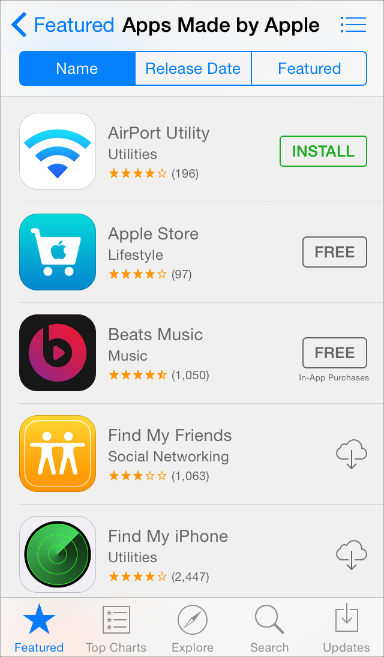 Featured Apps Made by Apple
Name Release Date Featured
AirPort Utility
Utilities
(196)
INSTALL
Apple Store
Lifestyle
(97)
FREE
Beats Music
Music
(1,050)
FREE
In-App Purchases
Find My Friends
Social Networking
(1,063)
Find My iPhone
Utilities
(2,447)
Featured Top Charts Explore Search Updates